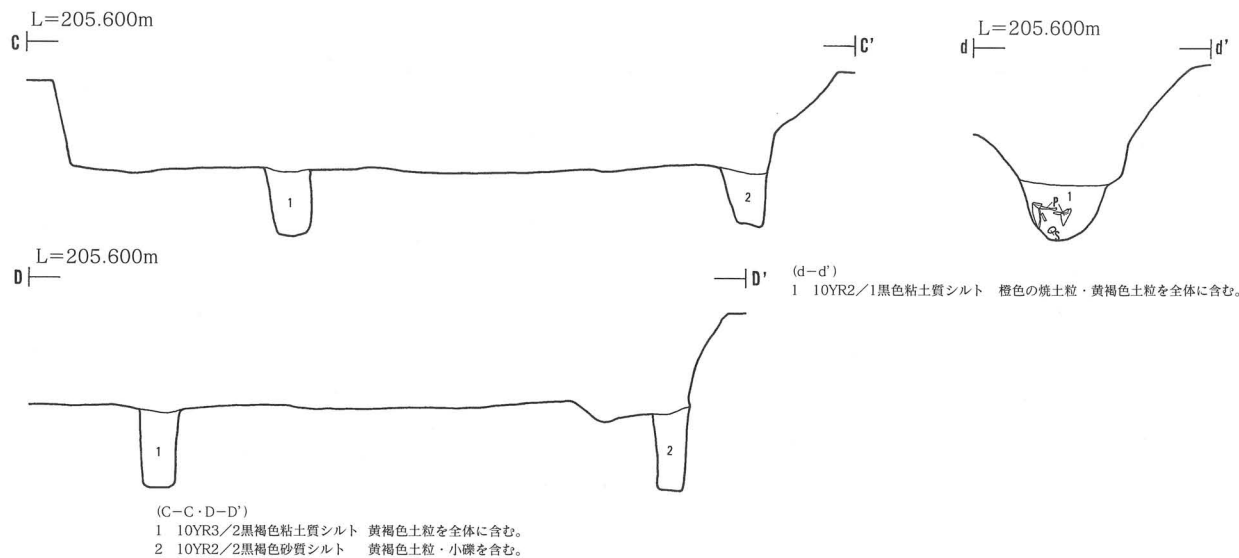 L=205.600m
C C'
1 2
L=205.600m
d d'
P 1
S
(d-d')
1 10YR2/1黒色粘土質シルト 橙色の焼土粒・黄褐色土粒を全体に含む。
L=205.600m
D D'
1 2
(C-C・D-D')
1 10YR3/2黒褐色粘土質シルト 黄褐色土粒を全体に含む。
2 10YR2/2黒褐色砂質シルト 黄褐色土粒・小礫を含む。